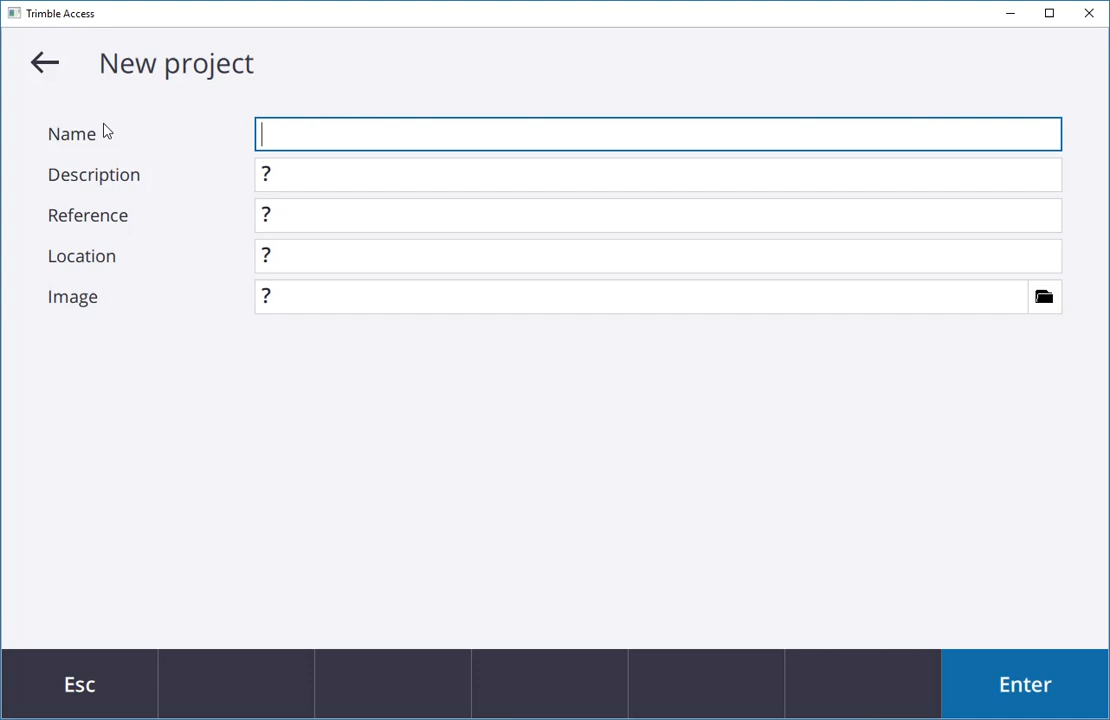 Trimble Access
New project
Name
Description ?
Reference ?
Location ?
Image ?
Esc Enter